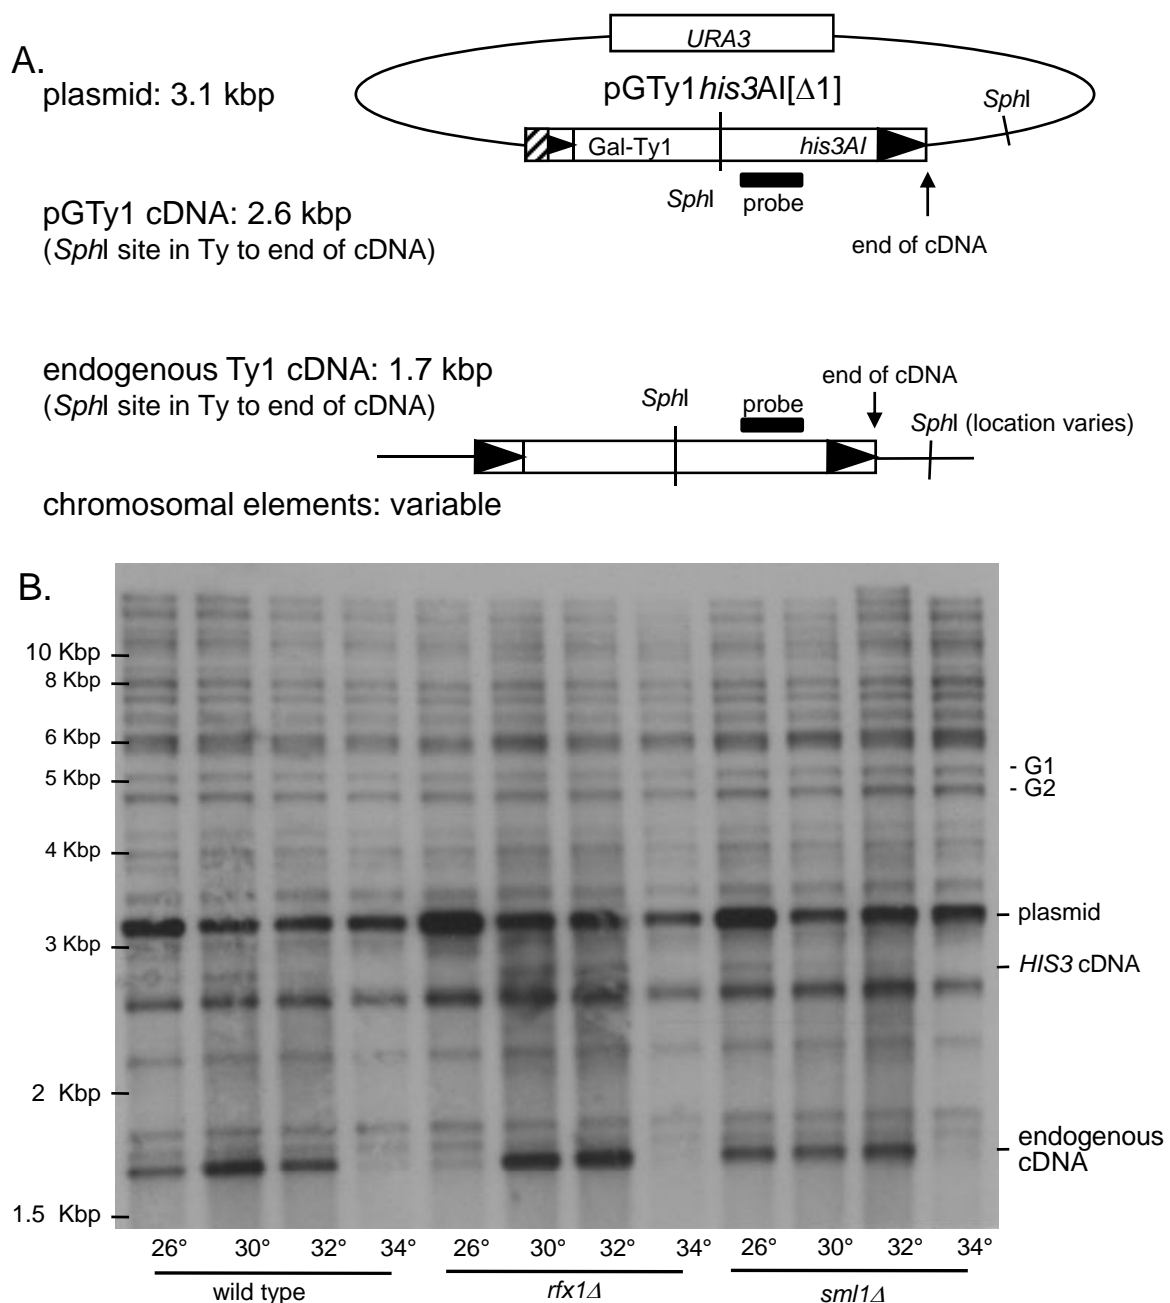 A.
URA3
plasmid: 3.1 kbp
pGTy1his3AI[Δ1]
SphI
Gal-Ty1
his3AI
SphI
probe
pGTy1 cDNA: 2.6 kbp
(SphI site in Ty to end of cDNA)
end of cDNA
endogenous Ty1 cDNA: 1.7 kbp
(SphI site in Ty to end of cDNA)
end of cDNA
SphI
probe
SphI (location varies)
chromosomal elements: variable
B.
10 Kbp
8 Kbp
6 Kbp
5 Kbp
4 Kbp
3 Kbp
2 Kbp
1.5 Kbp
- G1
- G2
plasmid
HIS3 cDNA
endogenous
cDNA
26° 30° 32° 34° 26° 30° 32° 34° 26° 30° 32° 34°
wild type rfx1Δ sml1Δ